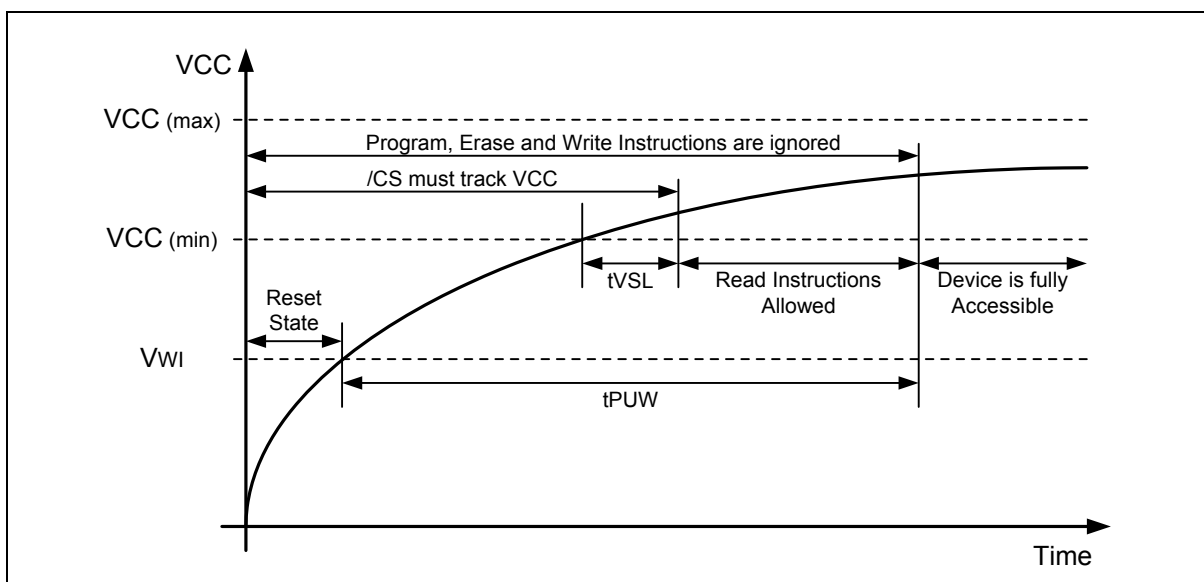 VCC
VCC (max)
Program, Erase and Write Instructions are ignored
/CS must track VCC
VCC (min)
tVSL
Read Instructions
Allowed
Device is fully
Accessible
Reset
State
VWI
tPUW
Time